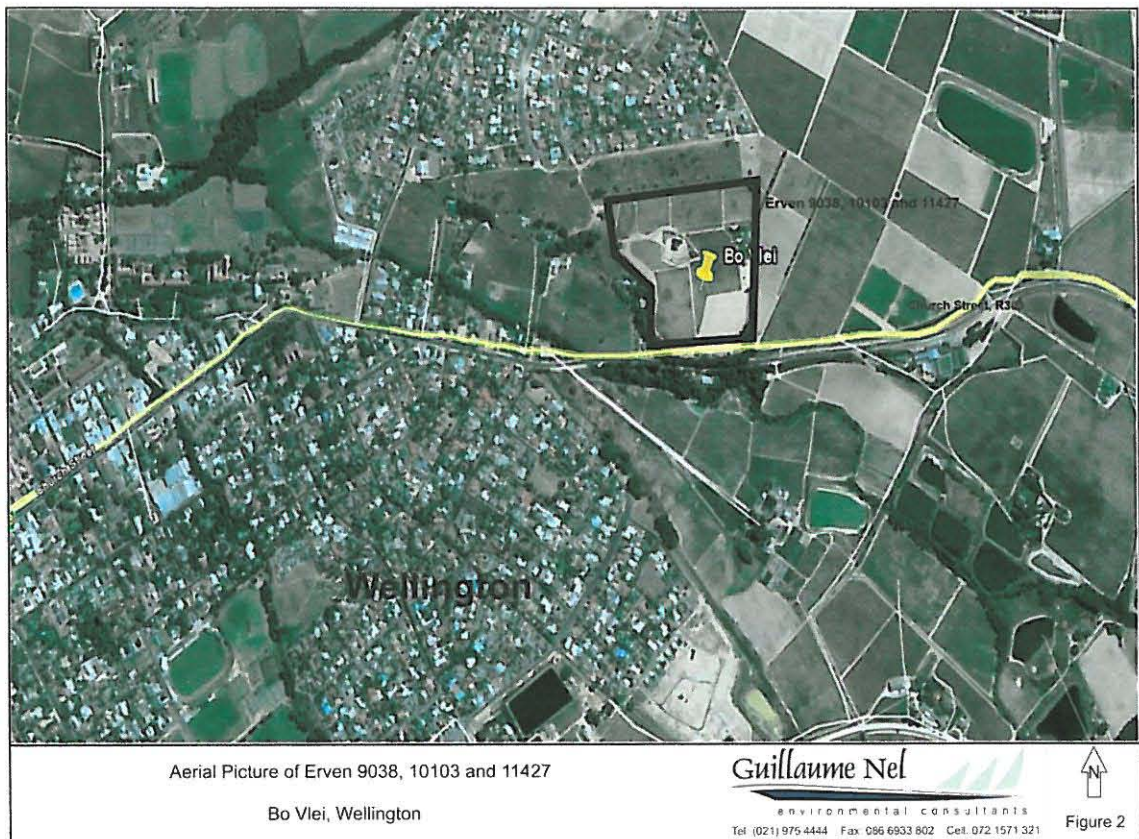 Erven 9038, 10103 and 11427
Bo Vlei
Church Street, R30
Wellington
Aerial Picture of Erven 9038, 10103 and 11427
Bo Vlei, Wellington
Guillaume Nel
environmental consultants
Tel (021) 975 4444 Fax 086 6933 802 Cell. 072 1571 321
N
Figure 2